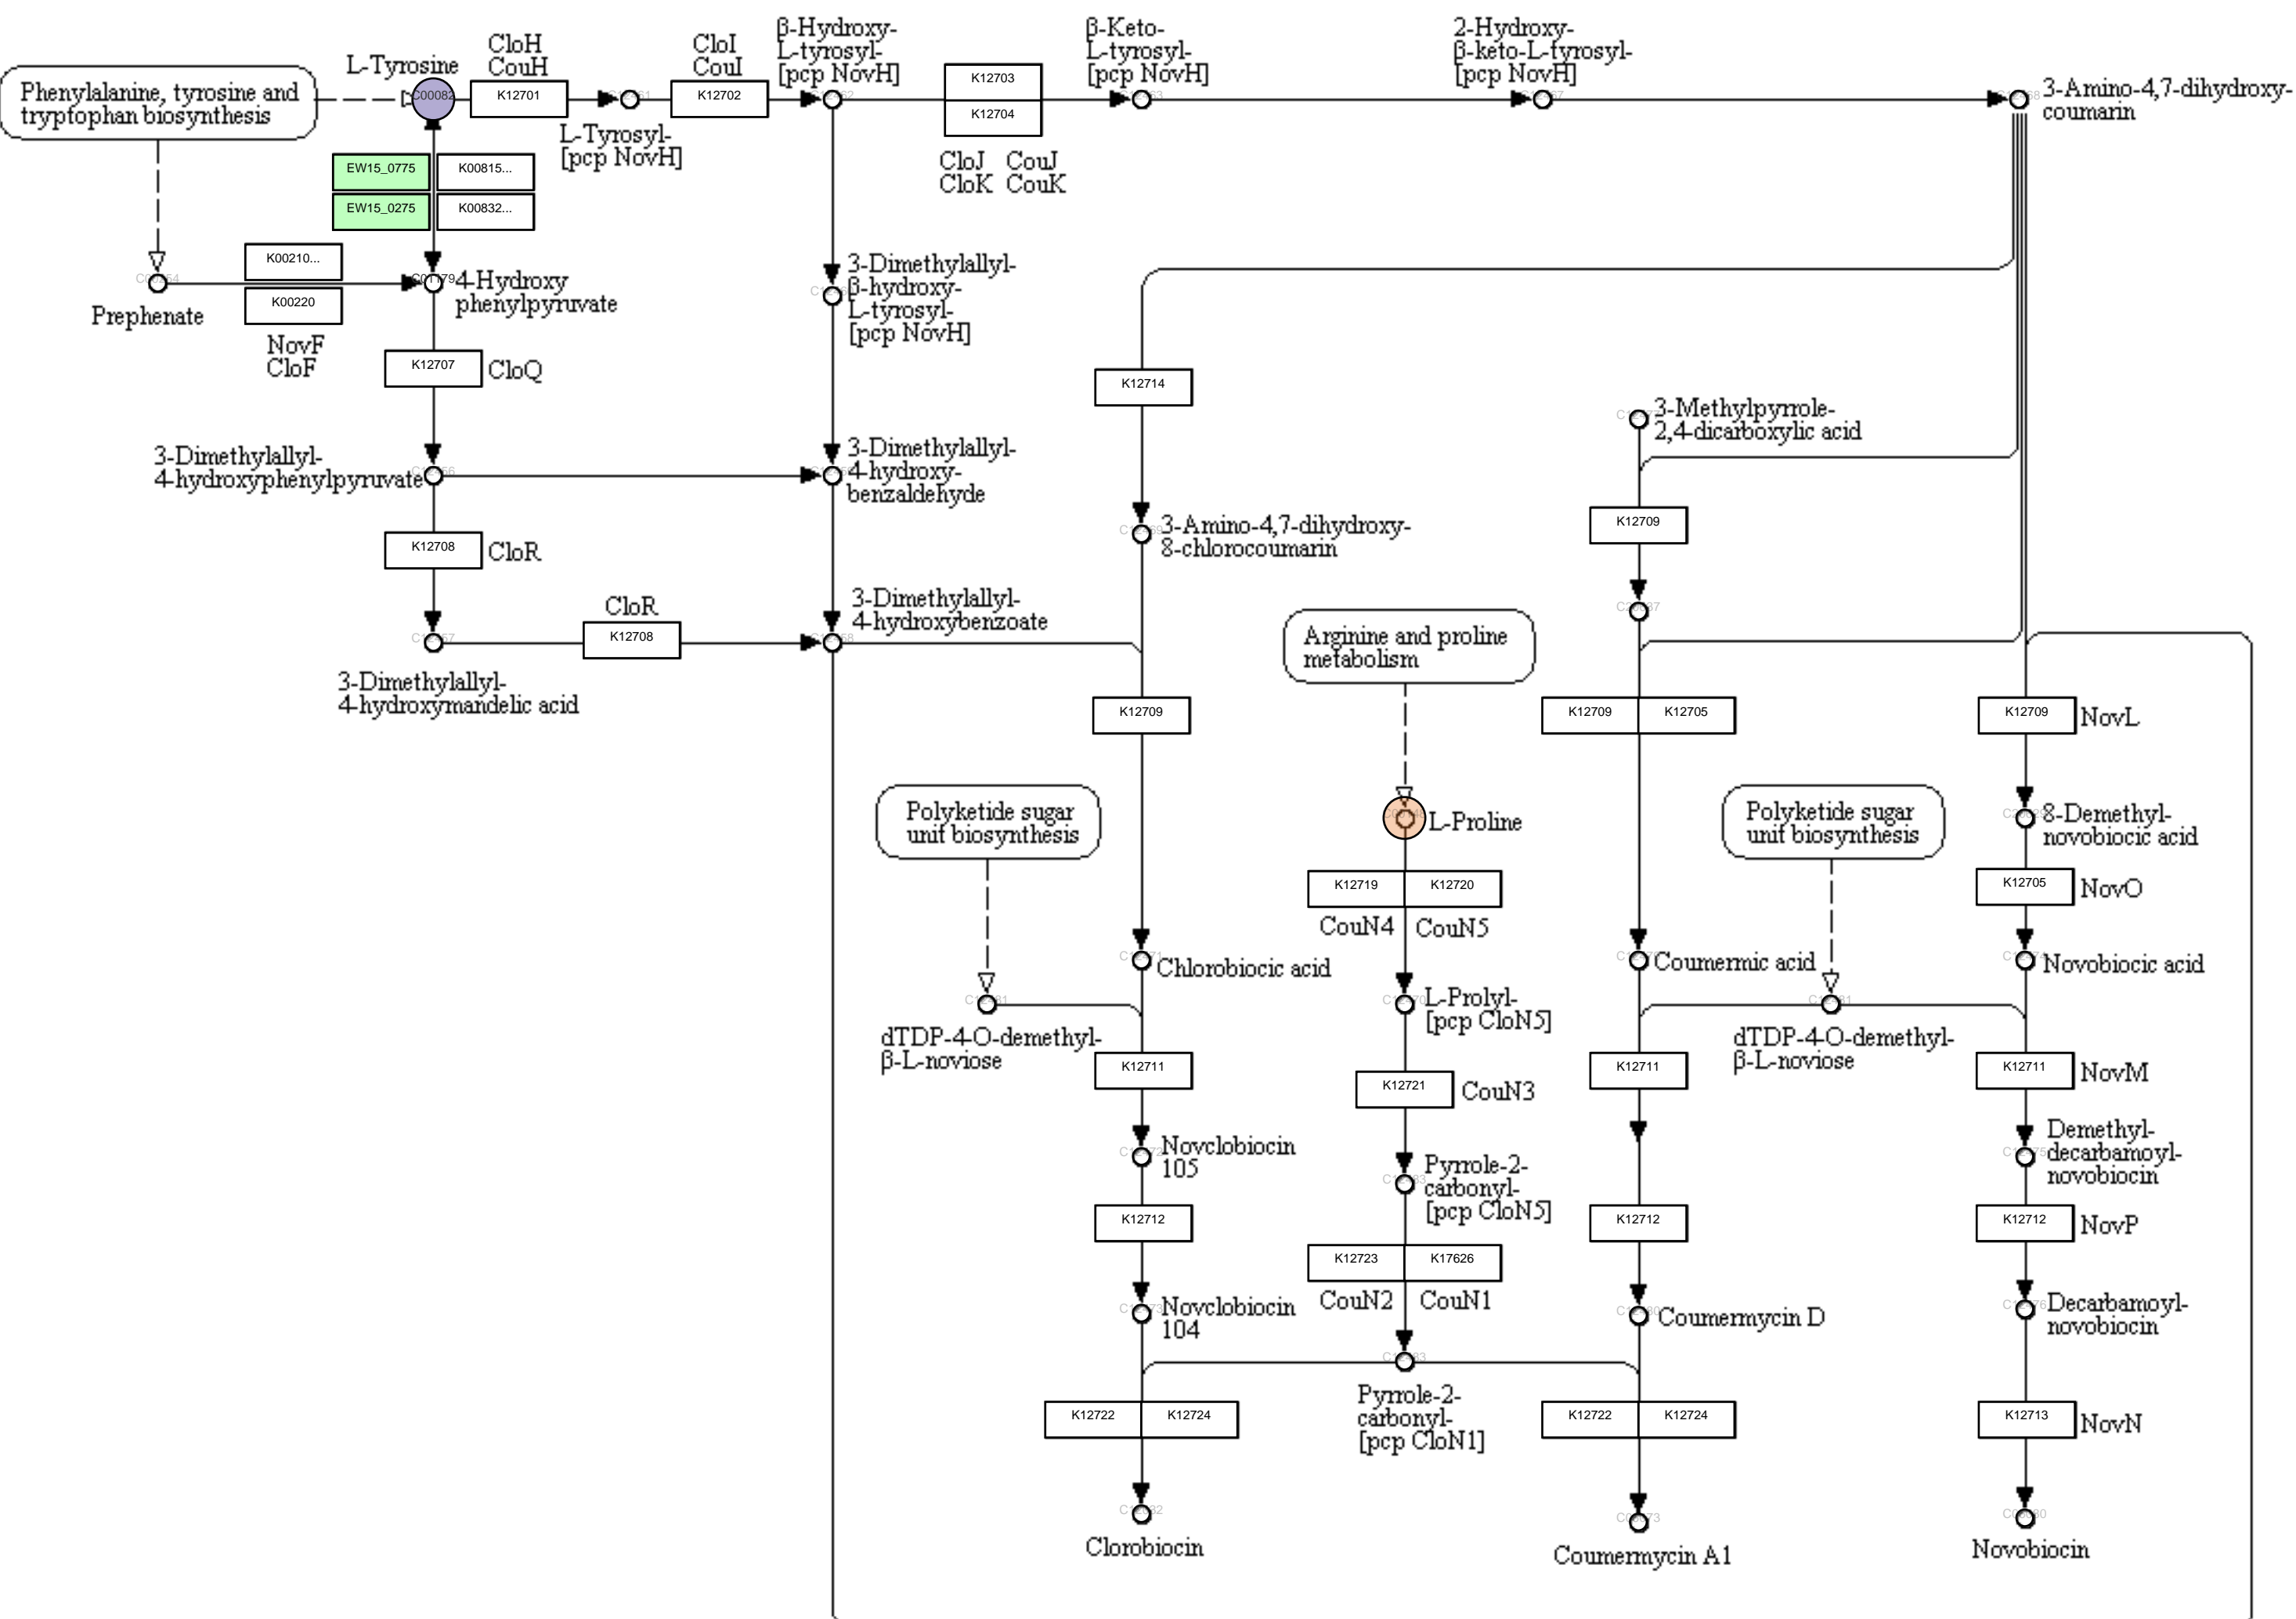 Phenylalanine, tyrosine and
tryptophan biosynthesis
L-Tyrosine
C00082
CloH
CouH
K12701
L-Tyrosyl-
[pcp NovH]
CloI
CouI
K12702
β-Hydroxy-
L-tyrosyl-
[pcp NovH]
K12703
K12704
CloJ CouJ
CloK CouK
β-Keto-
L-tyrosyl-
[pcp NovH]
2-Hydroxy-
β-keto-L-tyrosyl-
[pcp NovH]
3-Amino-4,7-dihydroxy-
coumarin
EW15_0775
K00815...
EW15_0275
K00832...
Prephenate
K00210...
K00220
NovF
CloF
4-Hydroxy
phenylpyruvate
3-Dimethylallyl-
β-hydroxy-
L-tyrosyl-
[pcp NovH]
K12707
CloQ
K12714
3-Methylpyrrole-
2,4-dicarboxylic acid
3-Dimethylallyl-
4-hydroxyphenylpyruvate
3-Dimethylallyl-
4-hydroxy-
benzaldehyde
K12708
CloR
3-Amino-4,7-dihydroxy-
8-chlorocoumarin
K12709
3-Dimethylallyl-
4-hydroxymandelic acid
CloR
K12708
3-Dimethylallyl-
4-hydroxybenzoate
Arginine and proline
metabolism
K12709
K12709
K12705
K12709
NovL
Polyketide sugar
unif biosynthesis
L-Proline
Polyketide sugar
unif biosynthesis
8-Demethyl-
novobiocic acid
K12719
K12720
CouN4
CouN5
K12705
NovO
Chlorobiocic acid
Coumermic acid
Novobiocic acid
dTDP-4-O-demethyl-
β-L-noviose
L-Prolyl-
[pcp CloN5]
dTDP-4-O-demethyl-
β-L-noviose
K12711
K12721
CouN3
K12711
K12711
NovM
Novclobiocin
105
Pyrrole-2-
carbonyl-
[pcp CloN5]
Demethyl-
decarbamoyl-
novobiocin
K12712
K12723
K17626
CouN2
CouN1
K12712
K12712
NovP
Novclobiocin
104
Coumermycin D
Decarbamoyl-
novobiocin
K12722
K12724
Pyrrole-2-
carbonyl-
[pcp CloN1]
K12722
K12724
K12713
NovN
Clorobiocin
Coumermycin A1
Novobiocin